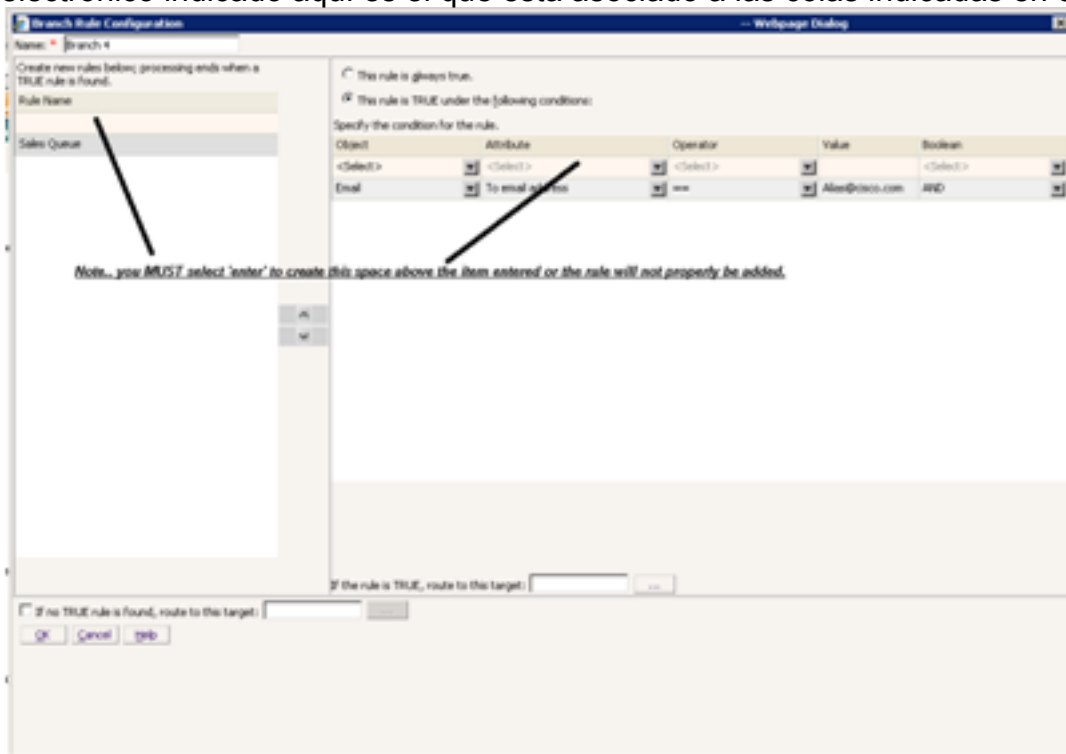 electrónico indicado aquí es el que está asociado a las colas indicadas en
Branch Rule Configuration -- Webpage Dialog
Name: * Branch 4
Create new rules below; processing ends when a
TRUE rule is found.
Rule Name
Sales Queue
This rule is always true.
This rule is TRUE under the following conditions:
Specify the condition for the rule.
Object Attribute Operator Value Boolean
<Select> <Select> <Select> <Select>
Email To email address == Alias@cisco.com AND
Note.. you MUST select 'enter' to create this space above the item entered or the rule will not properly be added.
If the rule is TRUE, route to this target: ...
If no TRUE rule is found, route to this target: ...
OK Cancel Help